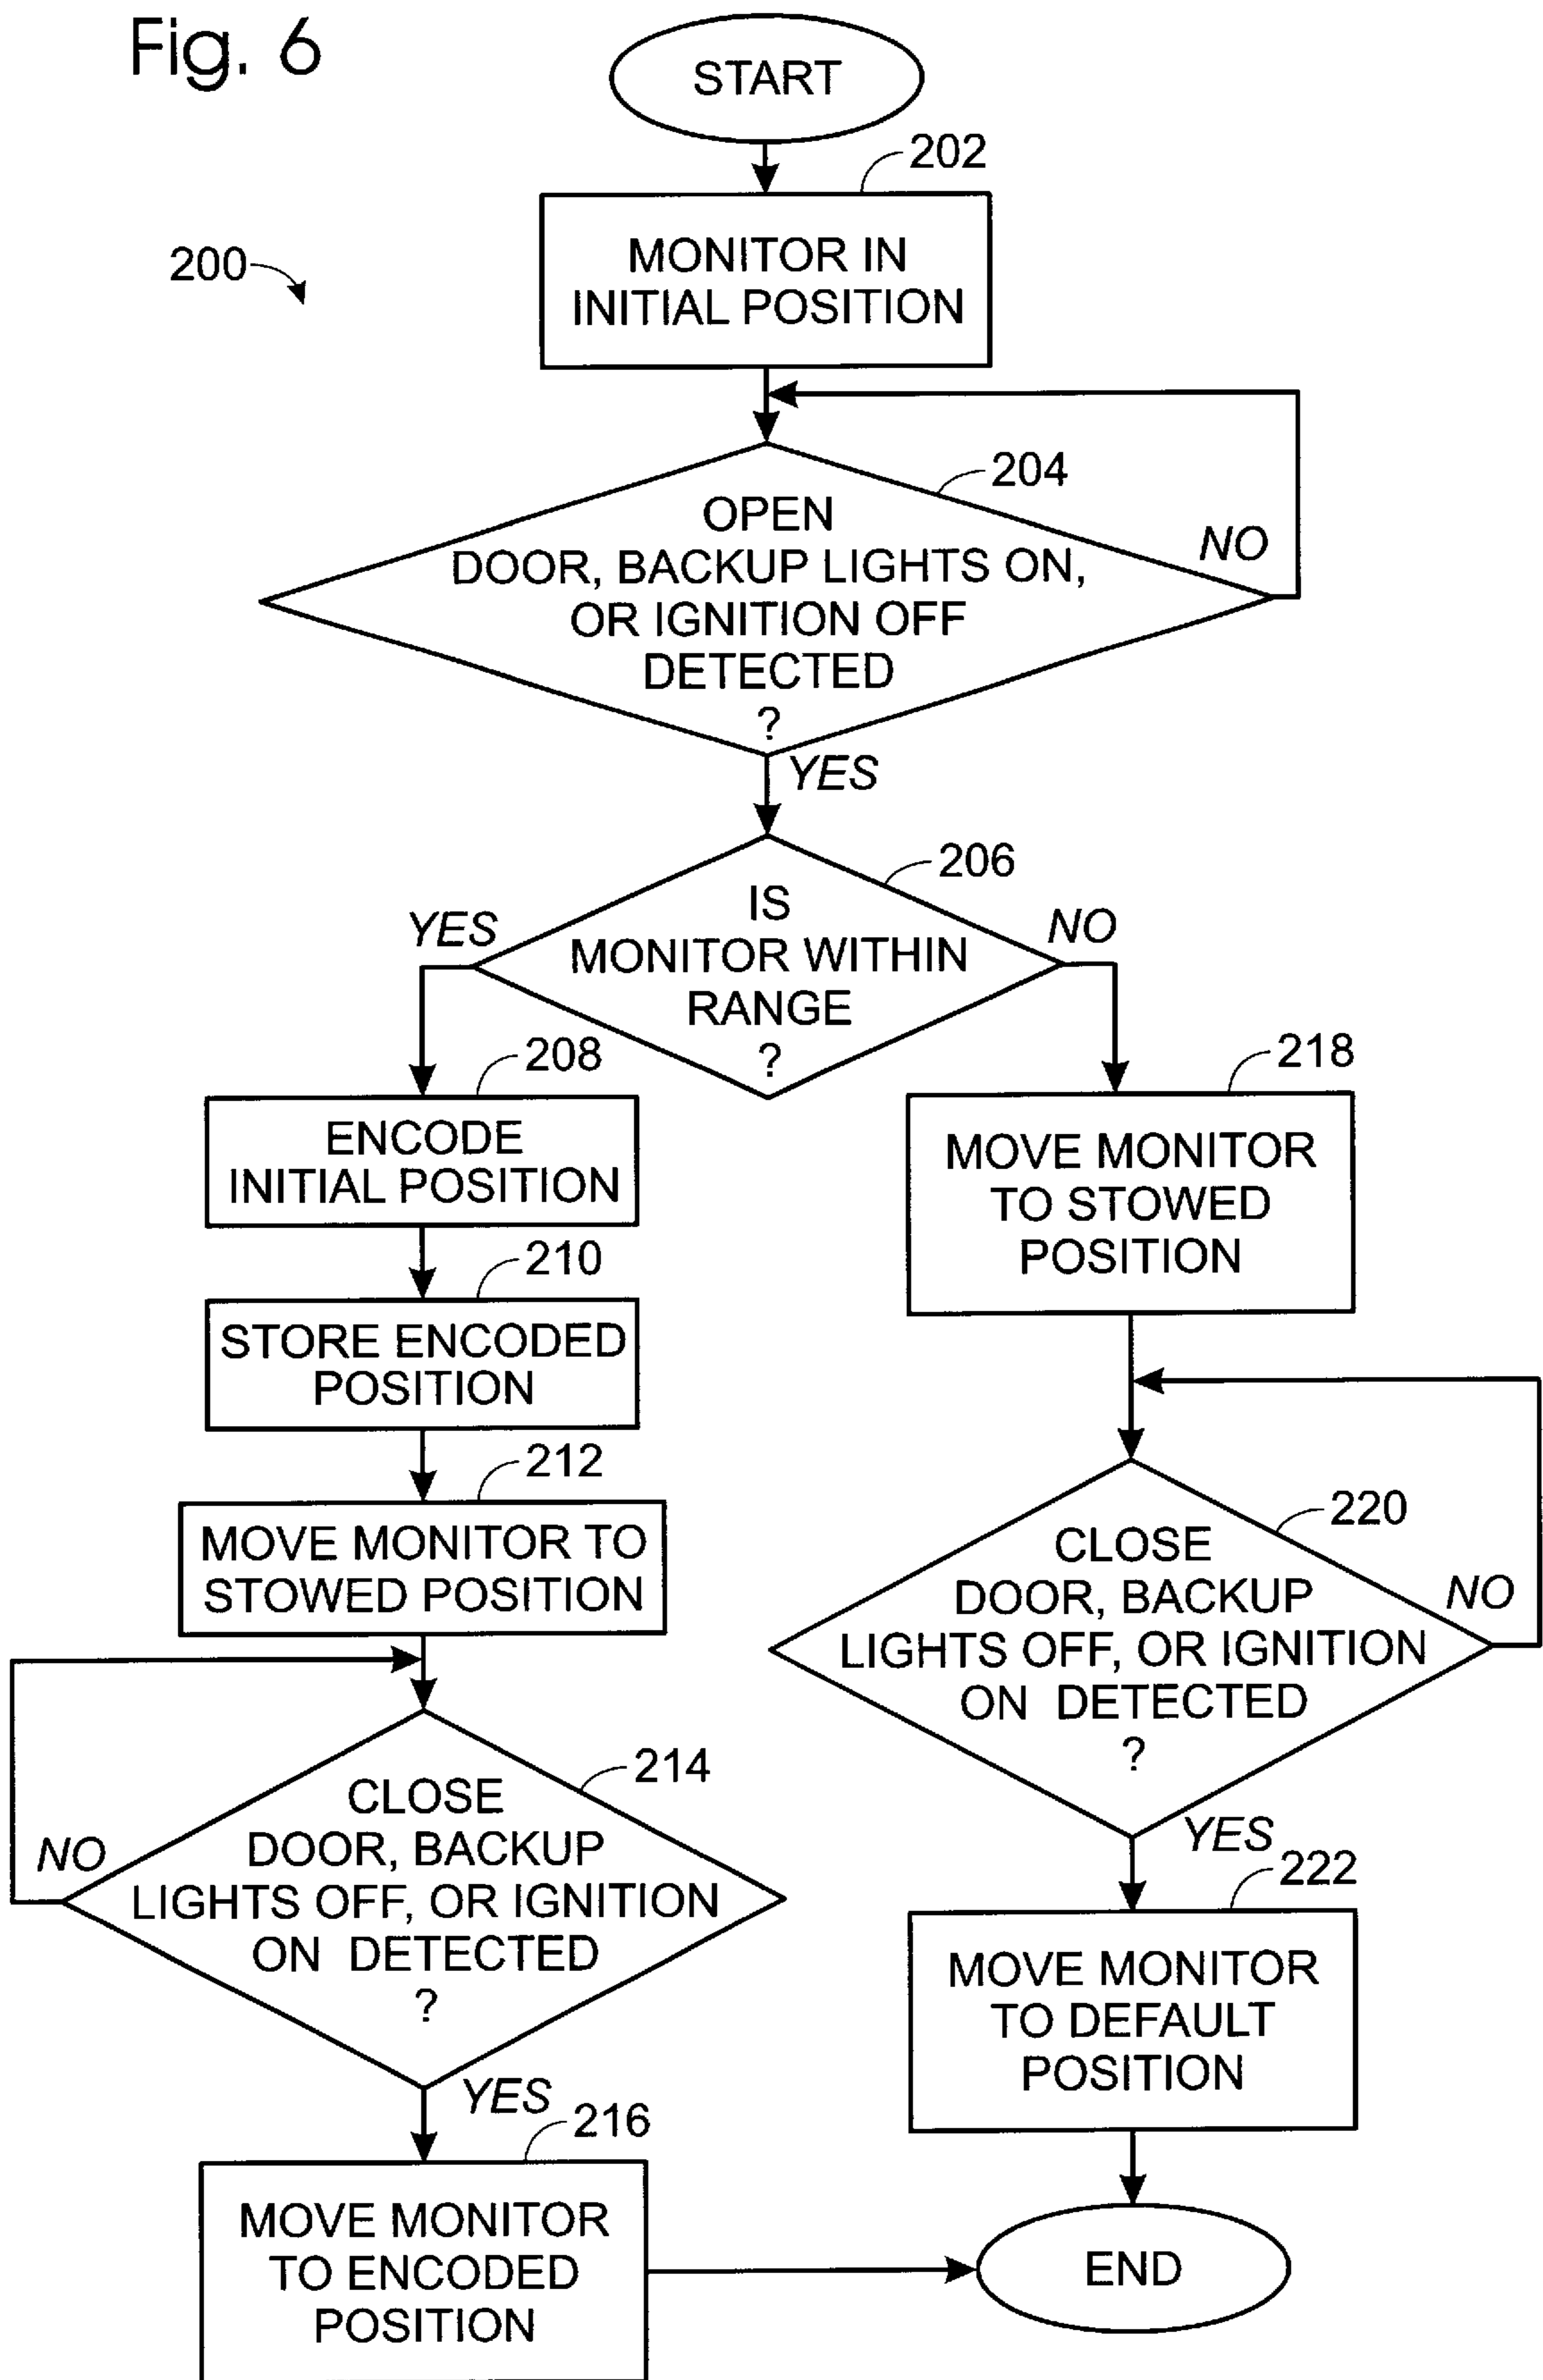 Fig. 6
START
202
200
MONITOR IN
INITIAL POSITION
204
OPEN
DOOR, BACKUP LIGHTS ON,
OR IGNITION OFF
DETECTED
?
NO
YES
206
IS
MONITOR WITHIN
RANGE
?
YES
NO
208
ENCODE
INITIAL POSITION
210
STORE ENCODED
POSITION
212
MOVE MONITOR TO
STOWED POSITION
214
CLOSE
DOOR, BACKUP
LIGHTS OFF, OR IGNITION
ON DETECTED
?
NO
YES
216
MOVE MONITOR
TO ENCODED
POSITION
218
MOVE MONITOR
TO STOWED
POSITION
220
CLOSE
DOOR, BACKUP
LIGHTS OFF, OR IGNITION
ON DETECTED
?
NO
YES
222
MOVE MONITOR
TO DEFAULT
POSITION
END